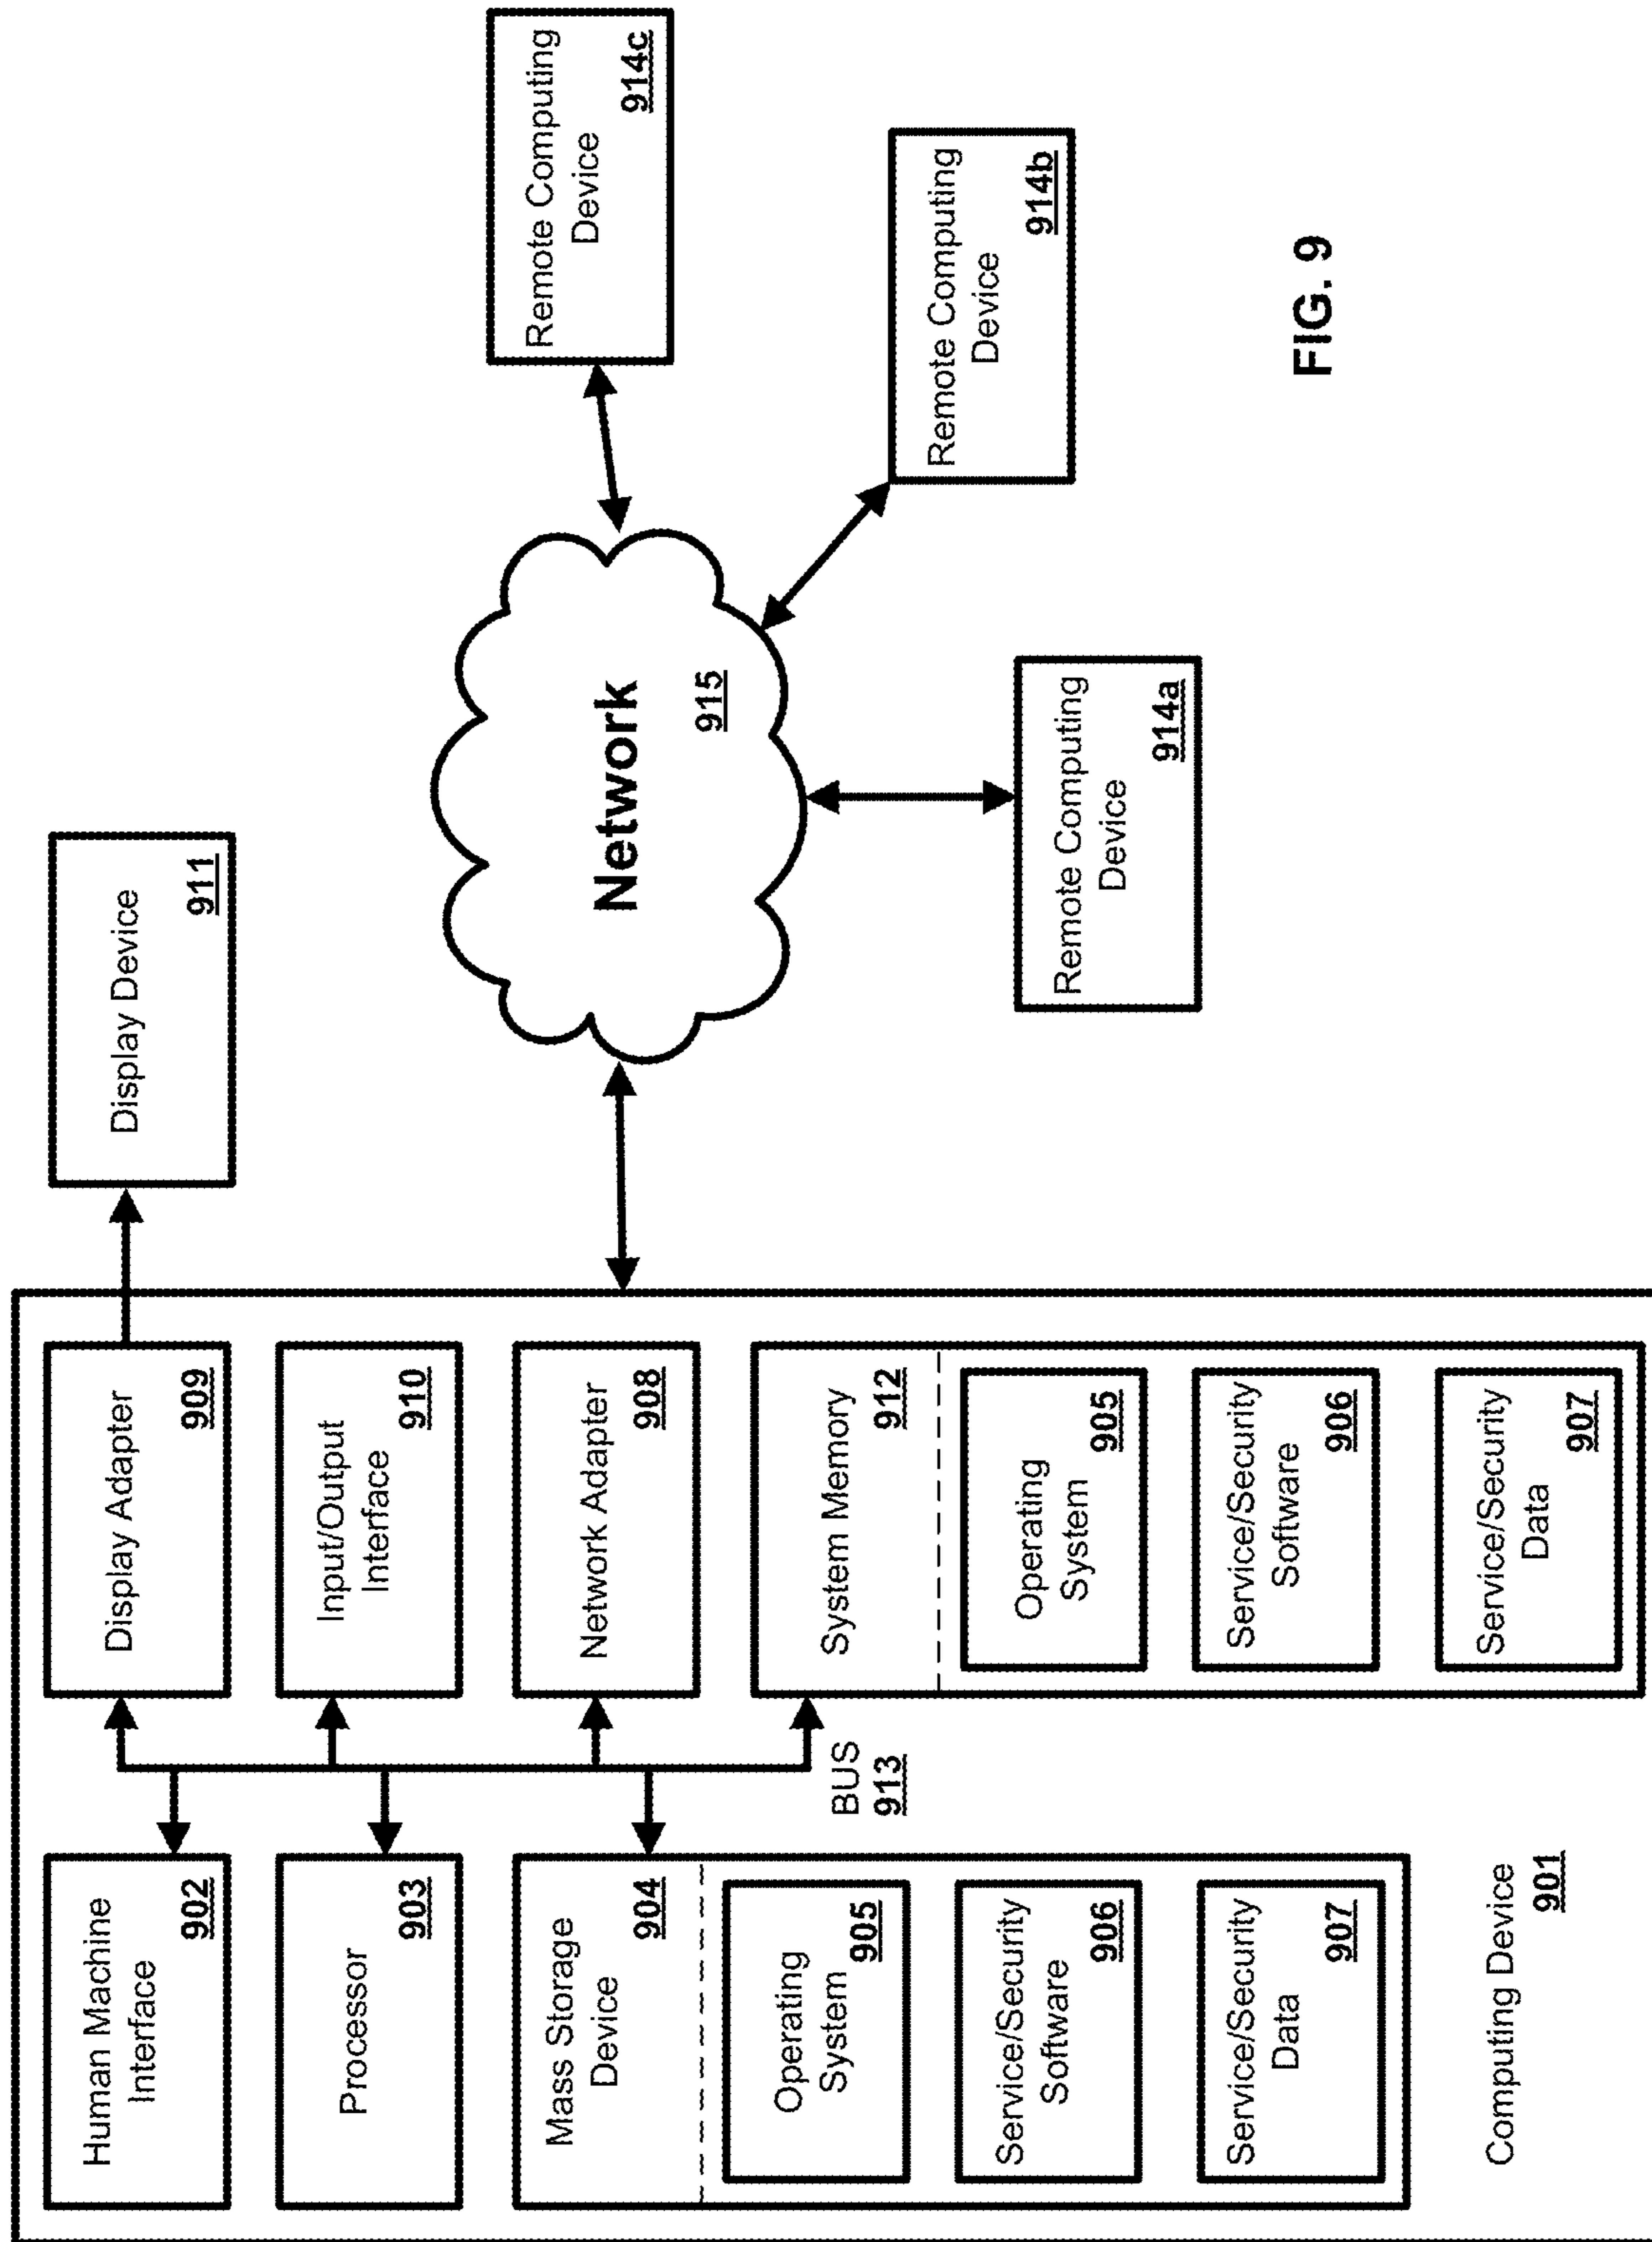 Human Machine
Interface
902
Processor
903
Mass Storage
Device
904
Operating
System
905
Service/Security
Software
906
Service/Security
Data
907
Computing Device
901
BUS
913
Display Adapter
909
Input/Output
Interface
910
Network Adapter
908
System Memory
912
Operating
System
905
Service/Security
Software
906
Service/Security
Data
907
Display Device
911
Network
915
Remote Computing
Device
914a
Remote Computing
Device
914b
Remote Computing
Device
914c
FIG. 9